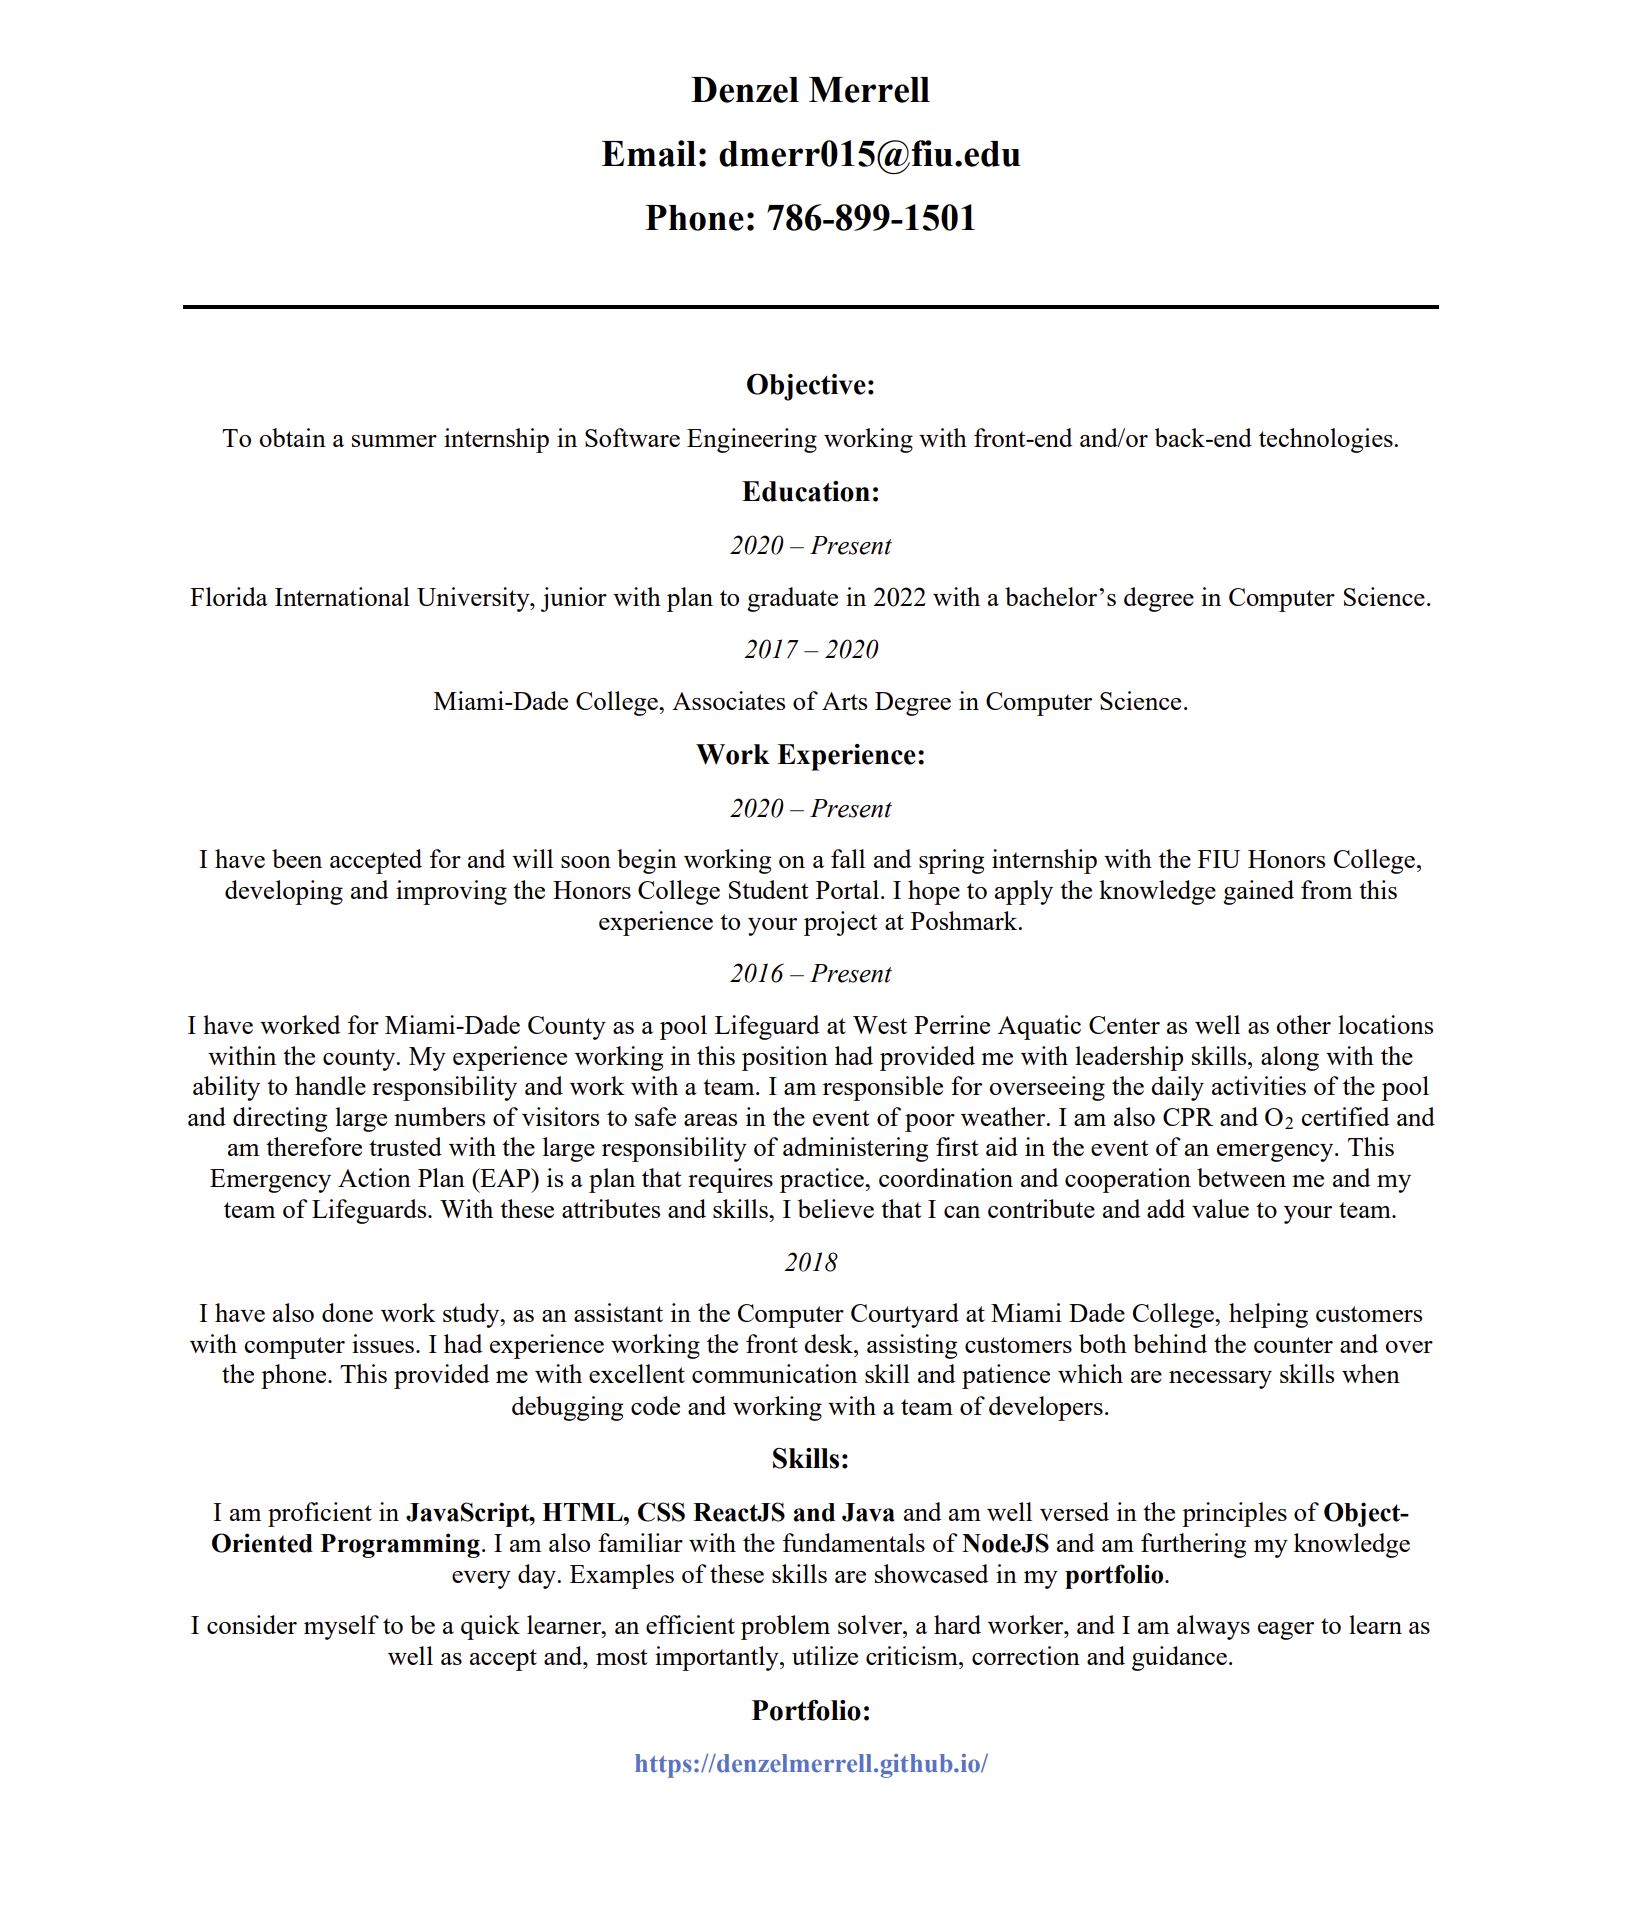 Denzel Merrell
Email: dmerr015@fiu.edu
Phone: 786-899-1501
Objective:
To obtain a summer internship in Software Engineering working with front-end and/or back-end technologies.
Education:
2020 – Present
Florida International University, junior with plan to graduate in 2022 with a bachelor’s degree in Computer Science.
2017 – 2020
Miami-Dade College, Associates of Arts Degree in Computer Science.
Work Experience:
2020 – Present
I have been accepted for and will soon begin working on a fall and spring internship with the FIU Honors College,
developing and improving the Honors College Student Portal. I hope to apply the knowledge gained from this
experience to your project at Poshmark.
2016 – Present
I have worked for Miami-Dade County as a pool Lifeguard at West Perrine Aquatic Center as well as other locations
within the county. My experience working in this position had provided me with leadership skills, along with the
ability to handle responsibility and work with a team. I am responsible for overseeing the daily activities of the pool
and directing large numbers of visitors to safe areas in the event of poor weather. I am also CPR and O₂ certified and
am therefore trusted with the large responsibility of administering first aid in the event of an emergency. This
Emergency Action Plan (EAP) is a plan that requires practice, coordination and cooperation between me and my
team of Lifeguards. With these attributes and skills, I believe that I can contribute and add value to your team.
2018
I have also done work study, as an assistant in the Computer Courtyard at Miami Dade College, helping customers
with computer issues. I had experience working the front desk, assisting customers both behind the counter and over
the phone. This provided me with excellent communication skill and patience which are necessary skills when
debugging code and working with a team of developers.
Skills:
I am proficient in JavaScript, HTML, CSS ReactJS and Java and am well versed in the principles of Object-
Oriented Programming. I am also familiar with the fundamentals of NodeJS and am furthering my knowledge
every day. Examples of these skills are showcased in my portfolio.
I consider myself to be a quick learner, an efficient problem solver, a hard worker, and I am always eager to learn as
well as accept and, most importantly, utilize criticism, correction and guidance.
Portfolio:
https://denzelmerrell.github.io/